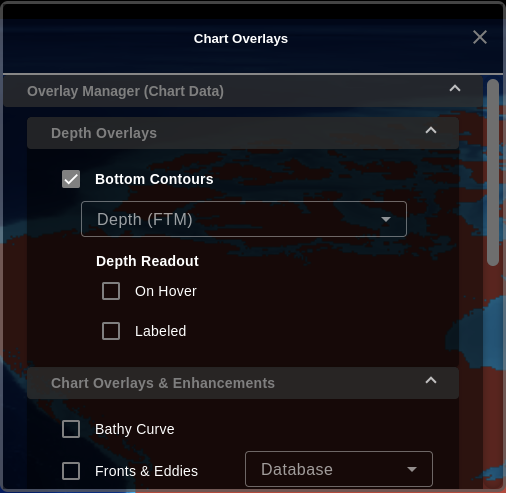 Chart Overlays
Overlay Manager (Chart Data)
Depth Overlays
Bottom Contours
Depth (FTM)
Depth Readout
On Hover
Labeled
Chart Overlays & Enhancements
Bathy Curve
Fronts & Eddies
Database